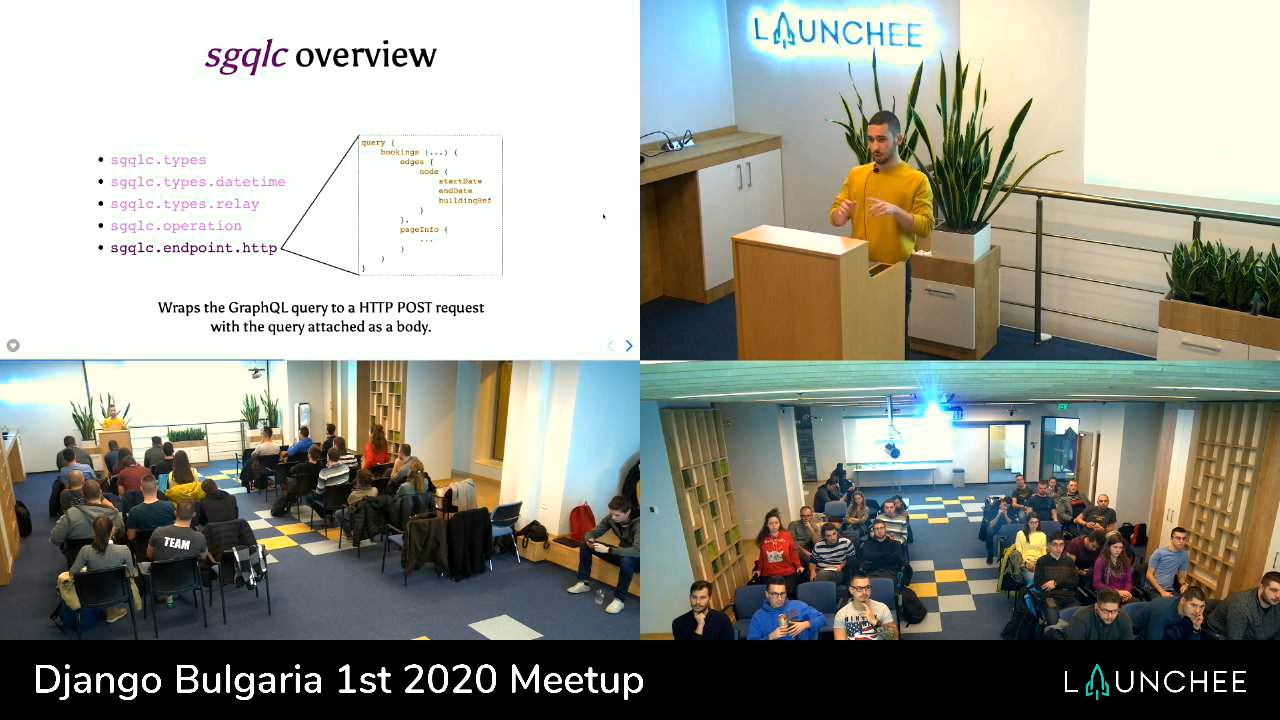 sgqlc overview
sgqlc.types
sgqlc.types.datetime
sgqlc.types.relay
sgqlc.operation
sgqlc.endpoint.http
query {
bookings (...) {
edges {
node {
startDate
endDate
buildingRef
}
},
pageInfo {
...
}
)
}
Wraps the GraphQL query to a HTTP POST request
with the query attached as a body.
LAUNCHEE
TEAM
Django Bulgaria 1st 2020 Meetup
LAUNCHEE